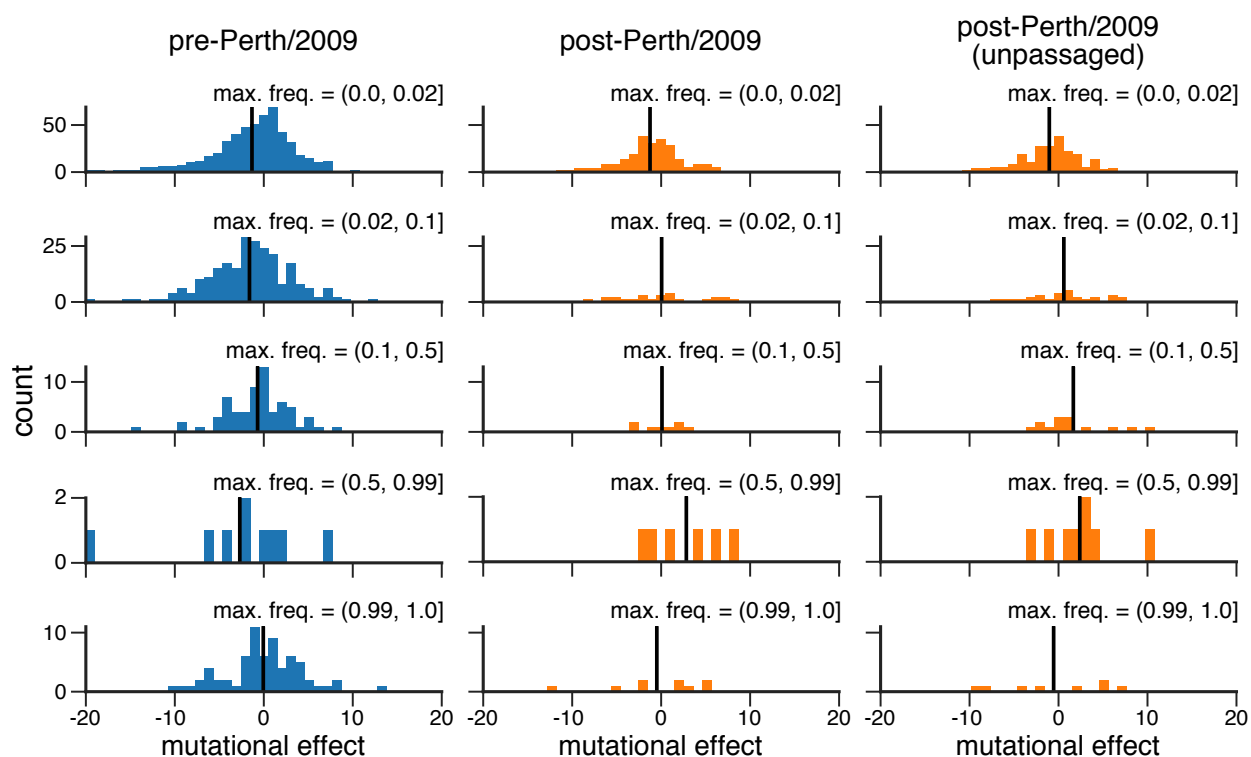 pre-Perth/2009
post-Perth/2009
post-Perth/2009
(unpassaged)
max. freq. = (0.0, 0.02]
max. freq. = (0.0, 0.02]
max. freq. = (0.0, 0.02]
50
0
max. freq. = (0.02, 0.1]
max. freq. = (0.02, 0.1]
max. freq. = (0.02, 0.1]
25
0
max. freq. = (0.1, 0.5]
max. freq. = (0.1, 0.5]
max. freq. = (0.1, 0.5]
10
0
count
max. freq. = (0.5, 0.99]
max. freq. = (0.5, 0.99]
max. freq. = (0.5, 0.99]
2
0
max. freq. = (0.99, 1.0]
max. freq. = (0.99, 1.0]
max. freq. = (0.99, 1.0]
10
0
-20 -10 0 10 20
-20 -10 0 10 20
-20 -10 0 10 20
mutational effect
mutational effect
mutational effect